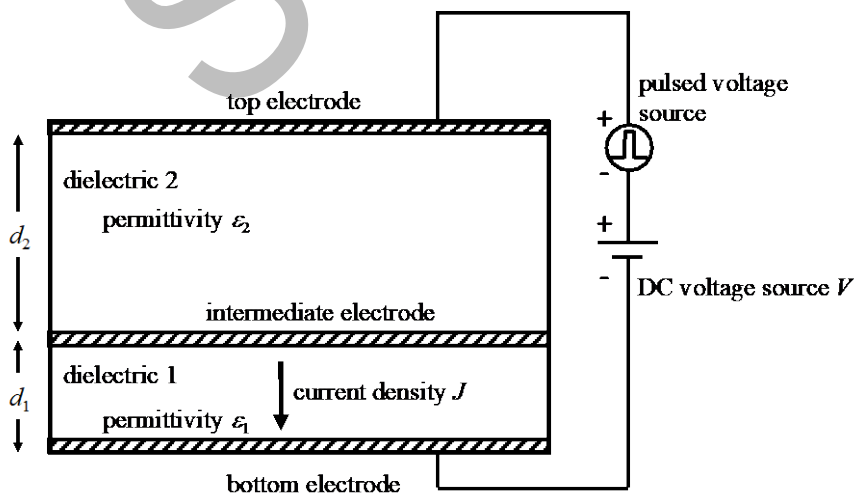 top electrode
pulsed voltage
source
+
-
dielectric 2
permittivity ε₂
d₂
+
-
DC voltage source V
intermediate electrode
dielectric 1
current density J
d₁
permittivity ε₁
bottom electrode